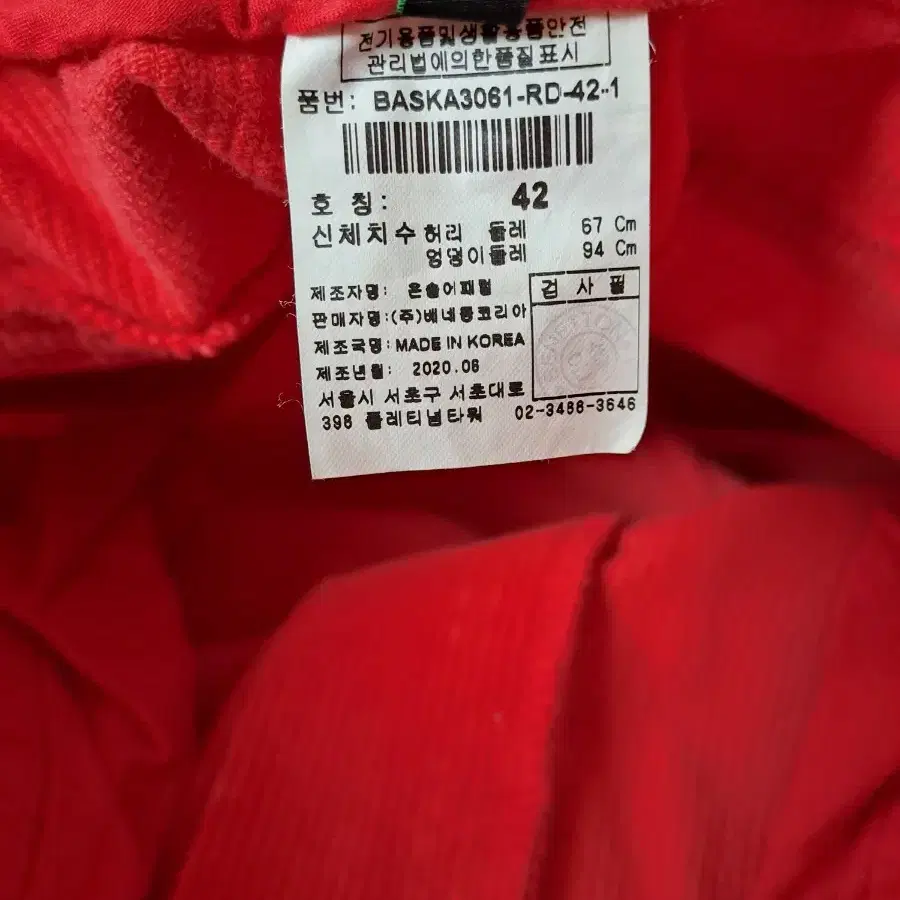 전기용품및생활용품안전
관리법에의한품질표시
품번: BASKA3061-RD-42-1
호 칭: 42
신체치수 허리 둘레 67 Cm
엉덩이둘레 94 Cm
제조자명: 온솔어패럴
검 사 필
판매자명:(주)베네통코리아
제조국명: MADE IN KOREA
제조년월: 2020.06
서울시 서초구 서초대로
398 플레티넘타워 02-3466-3646